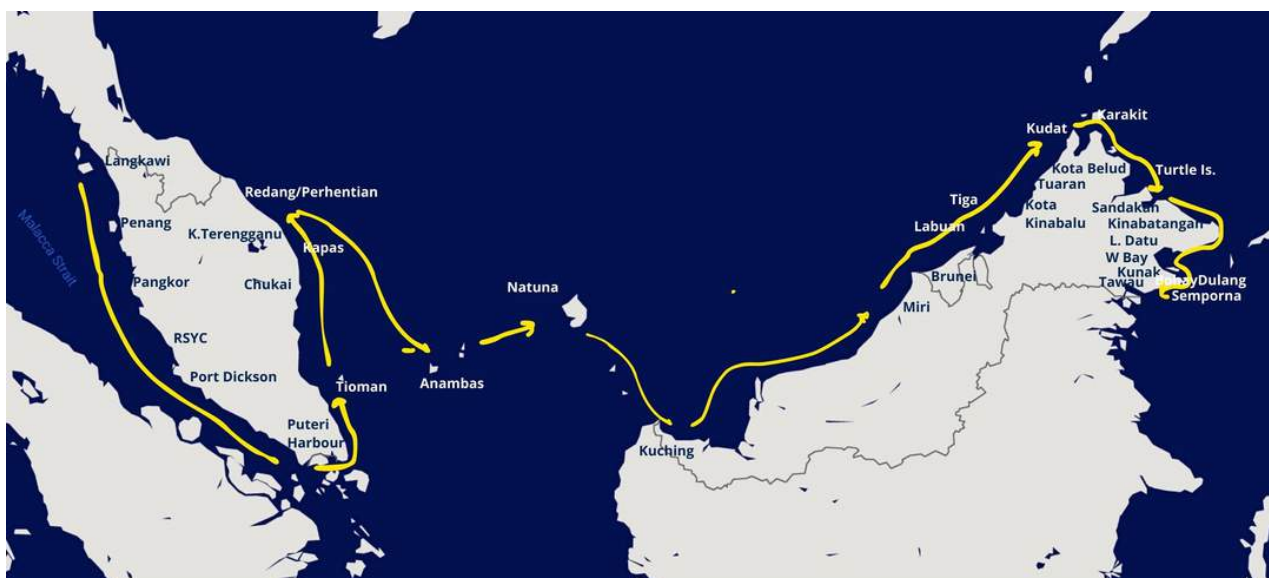 Langkawi
Malacca Strait
Penang
Pangkor
RSYC
Port Dickson
Puteri
Harbour
Redang/Perhentian
K.Terengganu
Kapas
Chukai
Tioman
Anambas
Natuna
Kuching
Miri
Brunei
Labuan
Tiga
Kota
Kinabalu
Tuaran
Kota Belud
Kudat
Karakit
Turtle Is.
Sandakan
Kinabatangan
L. Datu
W Bay
Kunak
Tawau
Dulang
Semporna